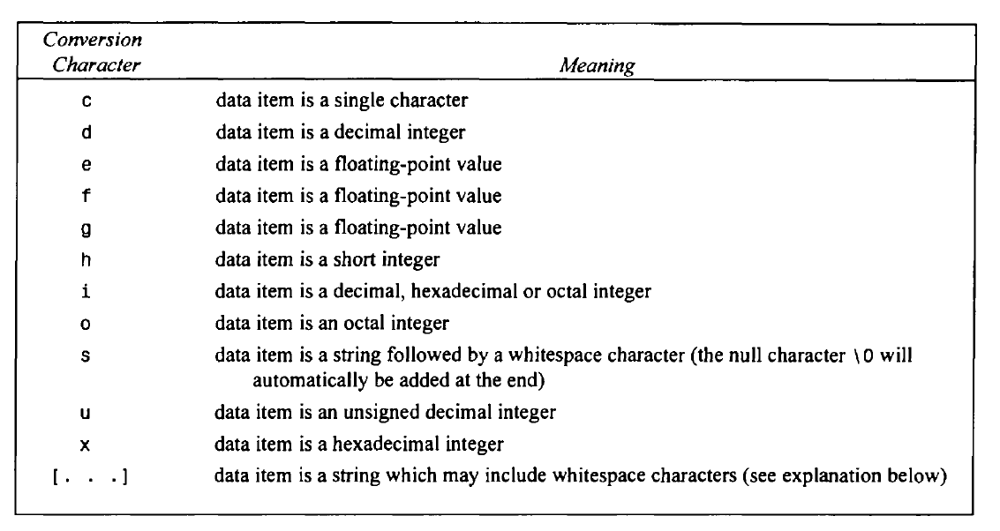 Conversion
Character Meaning
c data item is a single character
d data item is a decimal integer
e data item is a floating-point value
f data item is a floating-point value
g data item is a floating-point value
h data item is a short integer
i data item is a decimal, hexadecimal or octal integer
o data item is an octal integer
s data item is a string followed by a whitespace character (the null character \0 will
automatically be added at the end)
u data item is an unsigned decimal integer
x data item is a hexadecimal integer
[. . .] data item is a string which may include whitespace characters (see explanation below)